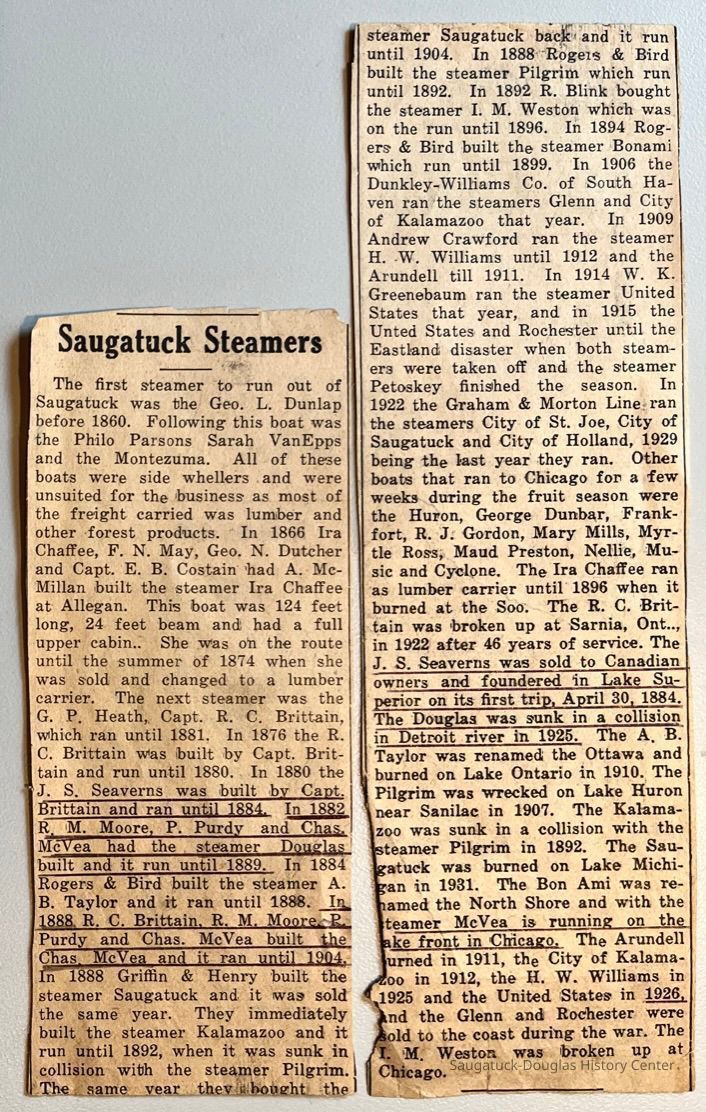 Saugatuck Steamers
The first steamer to run out of
Saugatuck was the Geo. L. Dunlap
before 1860. Following this boat was
the Philo Parsons Sarah VanEpps
and the Montezuma. All of these
boats were side whellers and were
unsuited for the business as most of
the freight carried was lumber and
other forest products. In 1866 Ira
Chaffee, F. N. May, Geo. N. Dutcher
and Capt. E. B. Costain had A. Mc-
Millan built the steamer Ira Chaffee
at Allegan. This boat was 124 feet
long, 24 feet beam and had a full
upper cabin.. She was on the route
until the summer of 1874 when she
was sold and changed to a lumber
carrier. The next steamer was the
G. P. Heath, Capt. R. C. Brittain,
which ran until 1881. In 1876 the R.
C. Brittain was built by Capt. Brit-
tain and run until 1880. In 1880 the
J. S. Seaverns was built by Capt.
Brittain and ran until 1884. In 1882
R. M. Moore, P. Purdy and Chas.
McVea had the steamer Douglas
built and it run until 1889. In 1884
Rogers & Bird built the steamer A.
B. Taylor and it ran until 1888. In
1888 R. C. Brittain, R. M. Moore, R.
Purdy and Chas. McVea built the
Chas. McVea and it ran until 1904.
In 1888 Griffin & Henry built the
steamer Saugatuck and it was sold
the same year. They immediately
built the steamer Kalamazoo and it
run until 1892, when it was sunk in
collision with the steamer Pilgrim.
The same year they bought the
steamer Saugatuck back and it run
until 1904. In 1888 Rogers & Bird
built the steamer Pilgrim which run
until 1892. In 1892 R. Blink bought
the steamer I. M. Weston which was
on the run until 1896. In 1894 Rog-
ers & Bird built the steamer Bonami
which run until 1899. In 1906 the
Dunkley-Williams Co. of South Ha-
ven ran the steamers Glenn and City
of Kalamazoo that year. In 1909
Andrew Crawford ran the steamer
H. W. Williams until 1912 and the
Arundell till 1911. In 1914 W. K.
Greenebaum ran the steamer United
States that year, and in 1915 the
Unted States and Rochester until the
Eastland disaster when both steam-
ers were taken off and the steamer
Petoskey finished the season. In
1922 the Graham & Morton Line ran
the steamers City of St. Joe, City of
Saugatuck and City of Holland, 1929
being the last year they ran. Other
boats that ran to Chicago for a few
weeks during the fruit season were
the Huron, George Dunbar, Frank-
fort, R. J. Gordon, Mary Mills, Myr-
tle Ross, Maud Preston, Nellie, Mu-
sic and Cyclone. The Ira Chaffee ran
as lumber carrier until 1896 when it
burned at the Soo. The R. C. Brit-
tain was broken up at Sarnia, Ont..,
in 1922 after 46 years of service. The
J. S. Seaverns was sold to Canadian
owners and foundered in Lake Su-
perior on its first trip, April 30, 1884.
The Douglas was sunk in a collision
in Detroit river in 1925. The A. B.
Taylor was renamed the Ottawa and
burned on Lake Ontario in 1910. The
Pilgrim was wrecked on Lake Huron
near Sanilac in 1907. The Kalama-
zoo was sunk in a collision with the
steamer Pilgrim in 1892. The Sau-
gatuck was burned on Lake Michi-
gan in 1931. The Bon Ami was re-
named the North Shore and with the
steamer McVea is running on the
ake front in Chicago. The Arundell
urned in 1911, the City of Kalama-
zoo in 1912, the H. W. Williams in
1925 and the United States in 1926,
and the Glenn and Rochester were
sold to the coast during the war. The
I. M. Weston was broken up at
Chicago.
Saugatuck-Douglas History Center